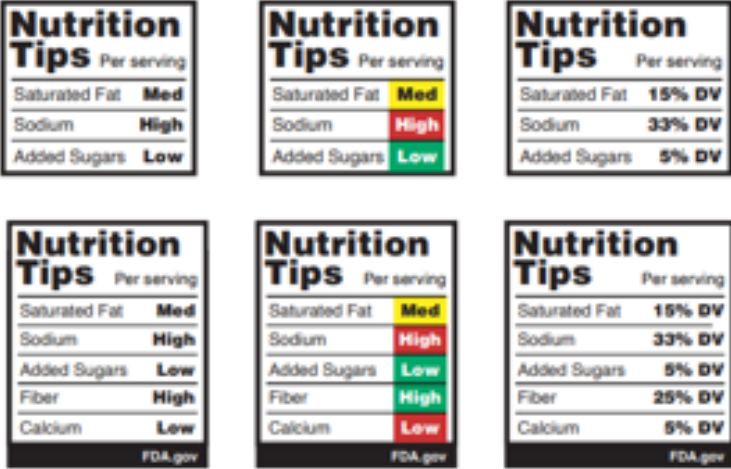 Nutrition
Tips Per serving
Saturated Fat Med
Sodium High
Added Sugars Low
Nutrition
Tips Per serving
Saturated Fat Med
Sodium High
Added Sugars Low
Nutrition
Tips Per serving
Saturated Fat 15% DV
Sodium 33% DV
Added Sugars 5% DV
Nutrition
Tips Per serving
Saturated Fat Med
Sodium High
Added Sugars Low
Fiber High
Calcium Low
FDA.gov
Nutrition
Tips Per serving
Saturated Fat Med
Sodium High
Added Sugars Low
Fiber High
Calcium Low
FDA.gov
Nutrition
Tips Per serving
Saturated Fat 15% DV
Sodium 33% DV
Added Sugars 5% DV
Fiber 25% DV
Calcium 5% DV
FDA.gov